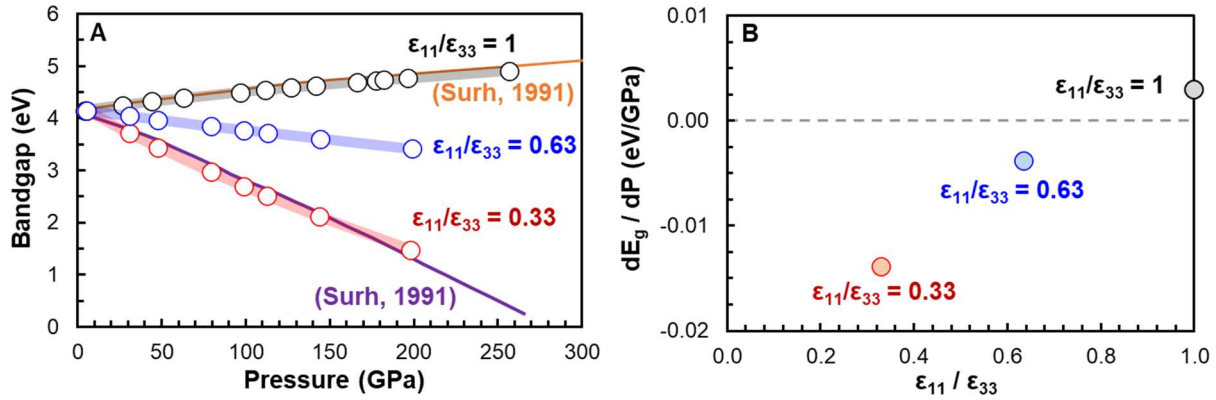 A
6
5
4
3
2
1
0
Bandgap (eV)
ε11/ε33 = 1
(Surh, 1991)
ε11/ε33 = 0.63
ε11/ε33 = 0.33
(Surh, 1991)
0 50 100 150 200 250 300
Pressure (GPa)
B
0.01
0.00
-0.01
-0.02
dEg / dP (eV/GPa)
ε11/ε33 = 1
ε11/ε33 = 0.63
ε11/ε33 = 0.33
0.0 0.2 0.4 0.6 0.8 1.0
ε11 / ε33